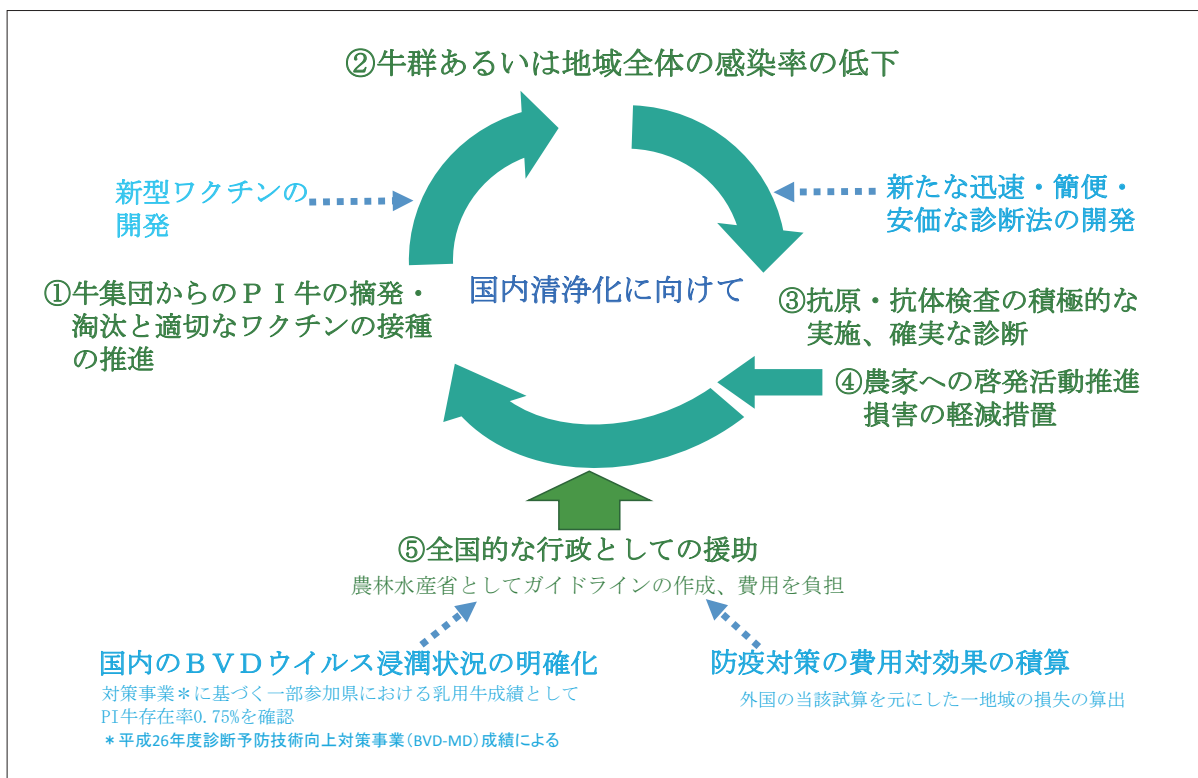 ②牛群あるいは地域全体の感染率の低下
新型ワクチンの
開発
新たな迅速・簡便・
安価な診断法の開発
①牛集団からのＰＩ牛の摘発・
淘汰と適切なワクチンの接種
の推進
国内清浄化に向けて
③抗原・抗体検査の積極的な
実施、確実な診断
④農家への啓発活動推進
損害の軽減措置
⑤全国的な行政としての援助
農林水産省としてガイドラインの作成、費用を負担
国内のＢＶＤウイルス浸潤状況の明確化
対策事業＊に基づく一部参加県における乳用牛成績として
PI牛存在率0.75%を確認
＊平成26年度診断予防技術向上対策事業（BVD-MD）成績による
防疫対策の費用対効果の積算
外国の当該試算を元にした一地域の損失の算出